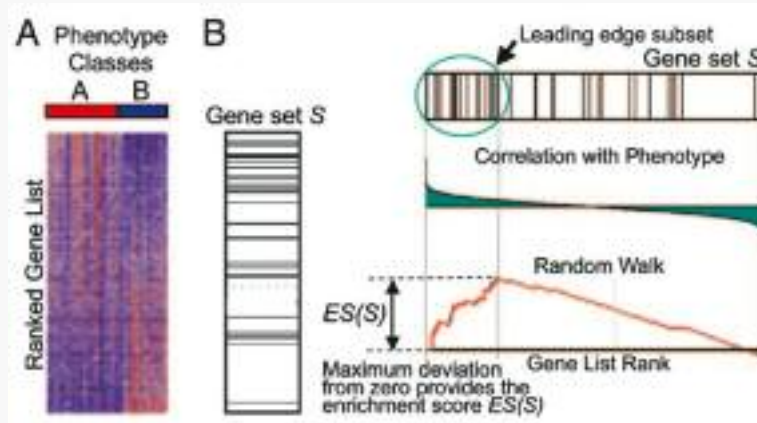 A
Phenotype
Classes
A B
Ranked Gene List
B
Gene set S
Leading edge subset
Gene set S
Correlation with Phenotype
Random Walk
ES(S)
Gene List Rank
Maximum deviation
from zero provides the
enrichment score ES(S)